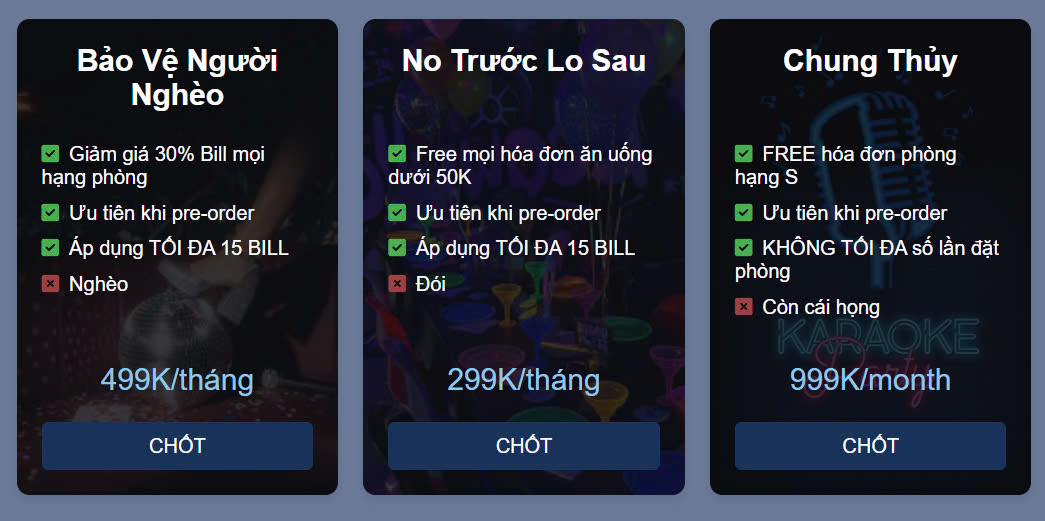 Bảo Vệ Người
Nghèo
Giảm giá 30% Bill mọi
hạng phòng
Ưu tiên khi pre-order
Áp dụng TỐI ĐA 15 BILL
Nghèo
499K/tháng
CHỐT
No Trước Lo Sau
Free mọi hóa đơn ăn uống
dưới 50K
Ưu tiên khi pre-order
Áp dụng TỐI ĐA 15 BILL
Đói
299K/tháng
CHỐT
Chung Thủy
FREE hóa đơn phòng
hạng S
Ưu tiên khi pre-order
KHÔNG TỐI ĐA số lần đặt
phòng
Còn cái họng
KARAOKE
Party
999K/month
CHỐT